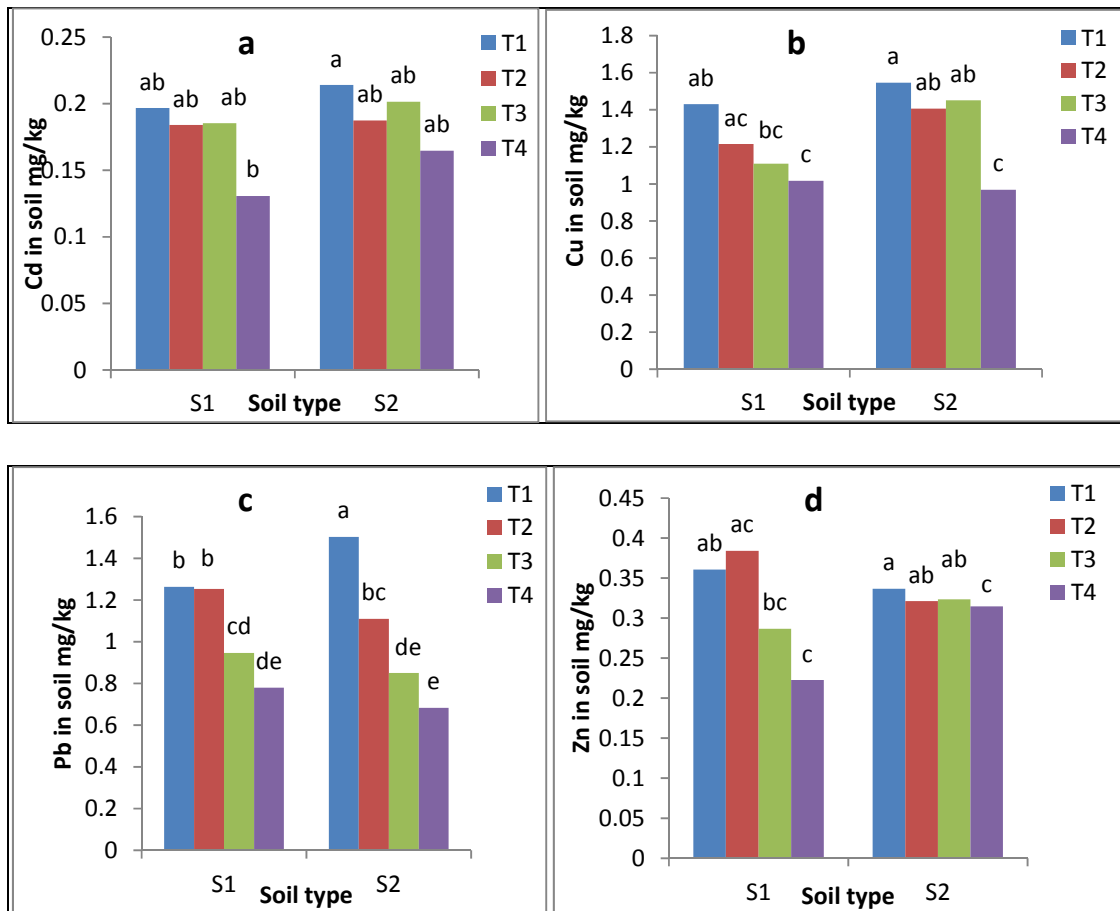 a
Cd in soil mg/kg
0.25
0.2
0.15
0.1
0.05
0
ab ab ab b
a ab ab ab
S1 Soil type S2
T1
T2
T3
T4
b
Cu in soil mg/kg
1.8
1.6
1.4
1.2
1
0.8
0.6
0.4
0.2
0
ab ac bc c
a ab ab c
S1 Soil type S2
T1
T2
T3
T4
c
Pb in soil mg/kg
1.6
1.4
1.2
1
0.8
0.6
0.4
0.2
0
b b cd de
a bc de e
S1 Soil type S2
T1
T2
T3
T4
d
Zn in soil mg/kg
0.45
0.4
0.35
0.3
0.25
0.2
0.15
0.1
0.05
0
ab ac bc c
a ab ab c
S1 Soil type S2
T1
T2
T3
T4